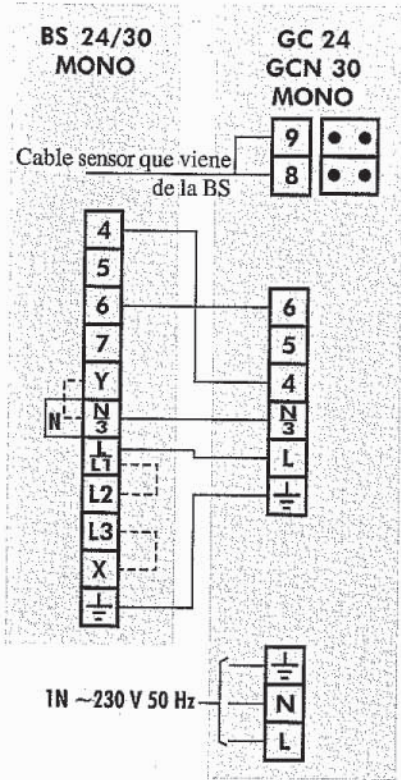 BS 24/30
MONO
GC 24
GCN 30
MONO
9
8
Cable sensor que viene
de la BS
4
5
6
7
Y
N
N
3
L
L1
L2
L3
X
6
5
4
N
3
L
1N ~230 V 50 Hz
N
L